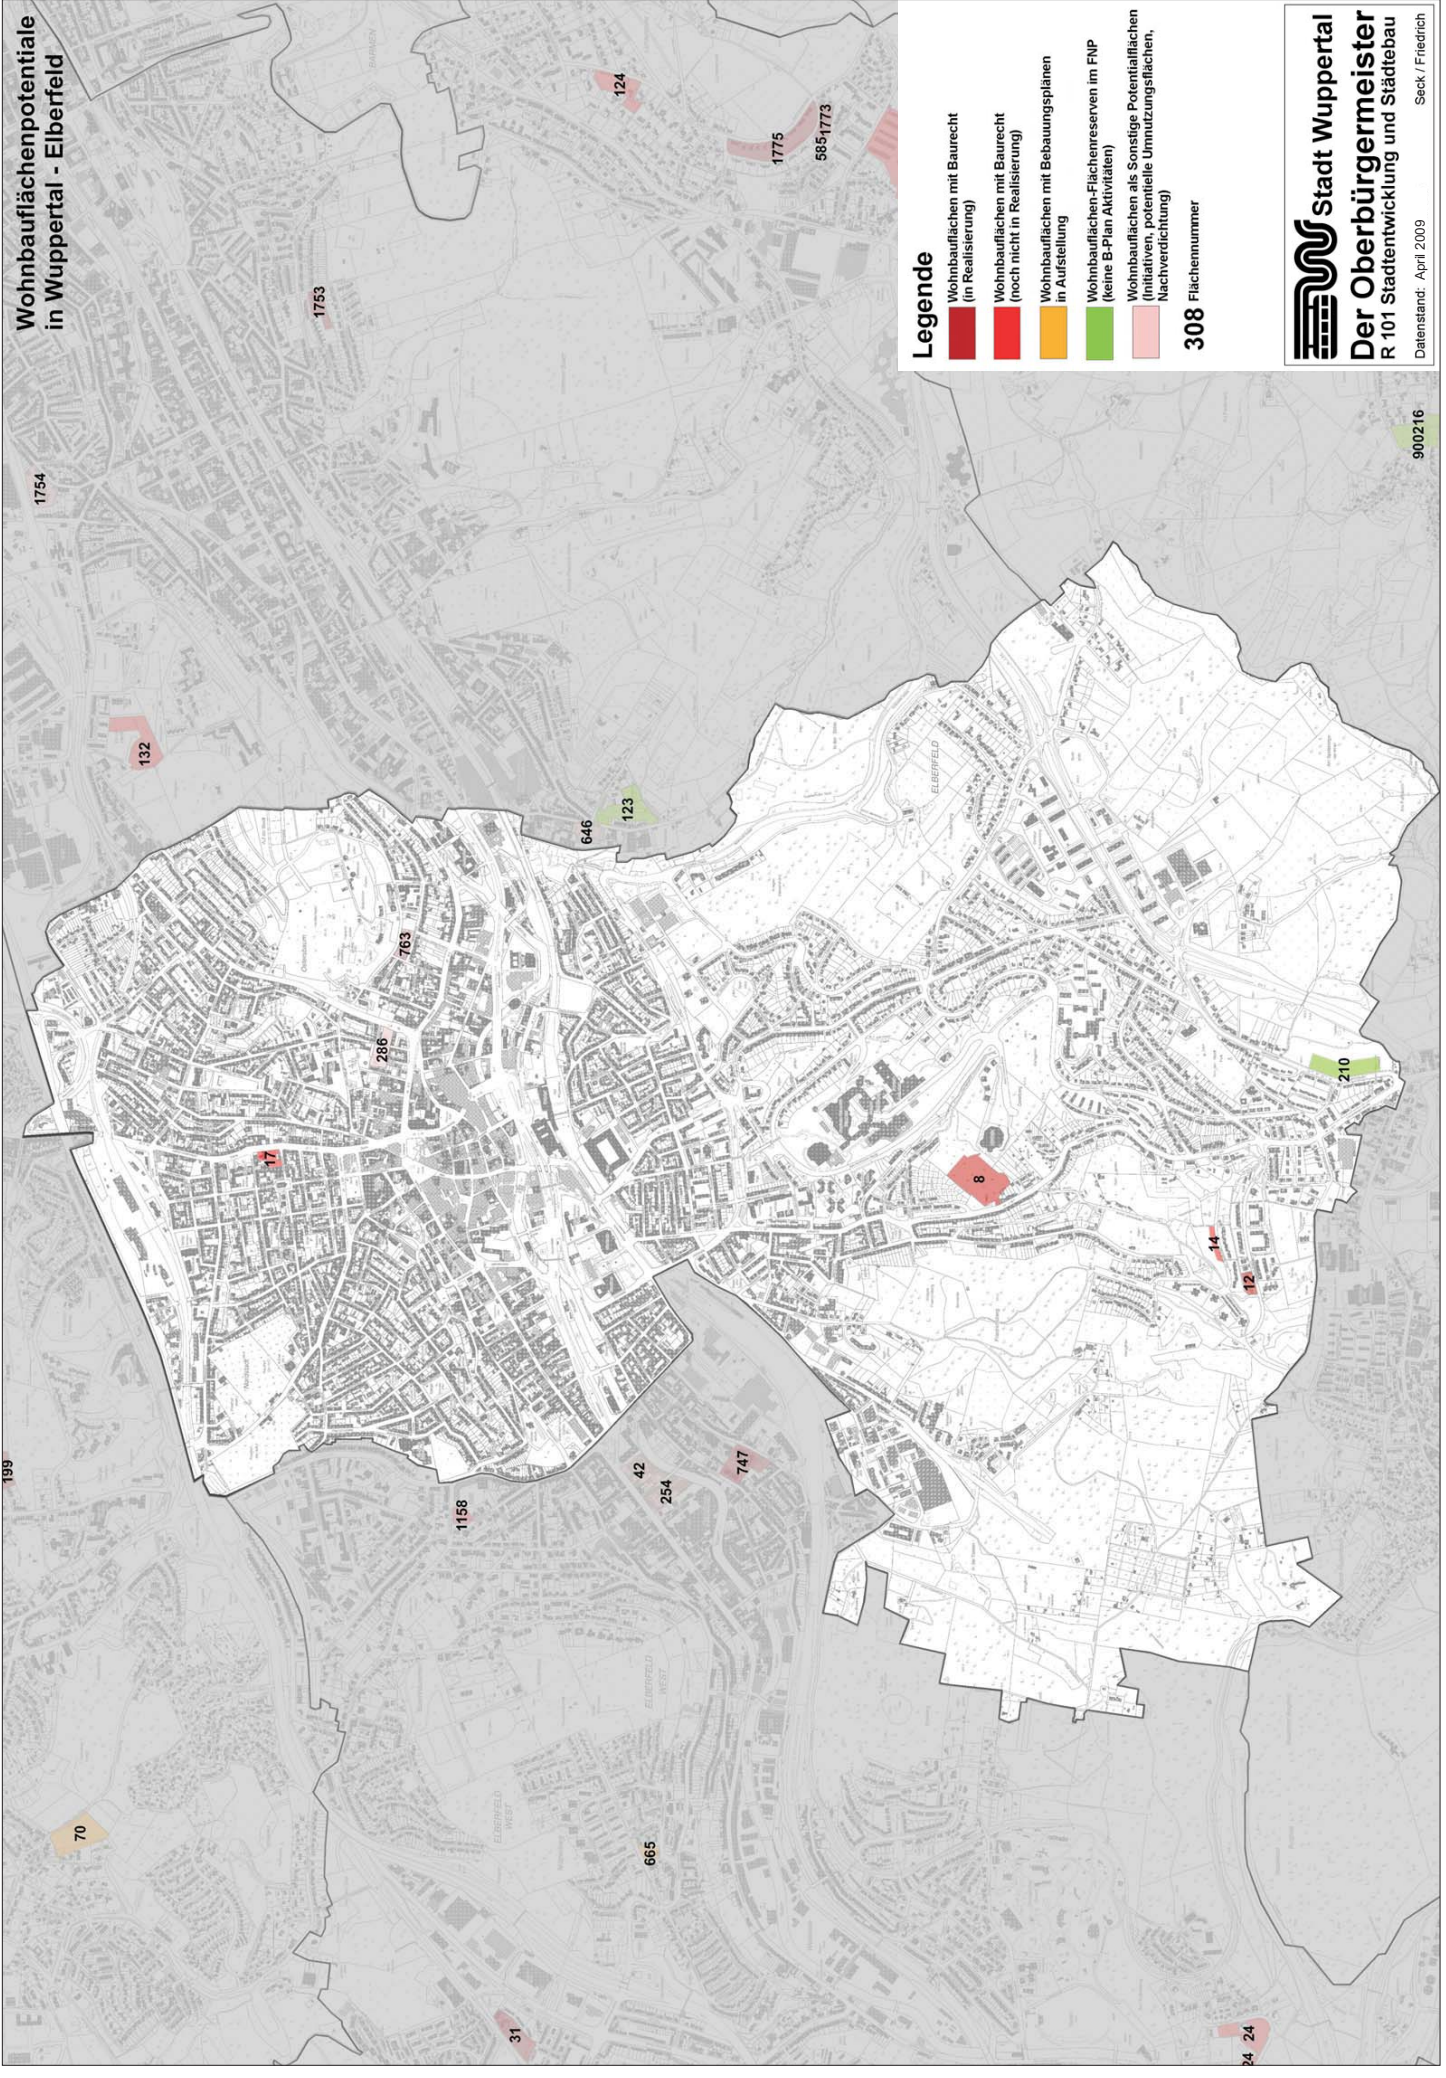 Wohnbauflächenpotentiale
in Wuppertal - Elberfeld
199
1754
1753
132
124
1775
585
1773
70
17
286
763
646
123
1158
42
254
747
31
665
8
14
12
210
24
24
900216
BARMEN
ELBERFELD
ELBERFELD
WEST
ELBERFELD
WEST
E
Legende
Wohnbauflächen mit Baurecht
(in Realisierung)
Wohnbauflächen mit Baurecht
(noch nicht in Realisierung)
Wohnbauflächen mit Bebauungsplänen
in Aufstellung
Wohnbauflächen-Flächenreserven im FNP
(keine B-Plan Aktivitäten)
Wohnbauflächen als Sonstige Potentialflächen
(Initiativen, potentielle Umnutzungsflächen,
Nachverdichtung)
308 Flächennummer
Stadt Wuppertal
Der Oberbürgermeister
R 101 Stadtentwicklung und Städtebau
Datenstand: April 2009 Seck / Friedrich